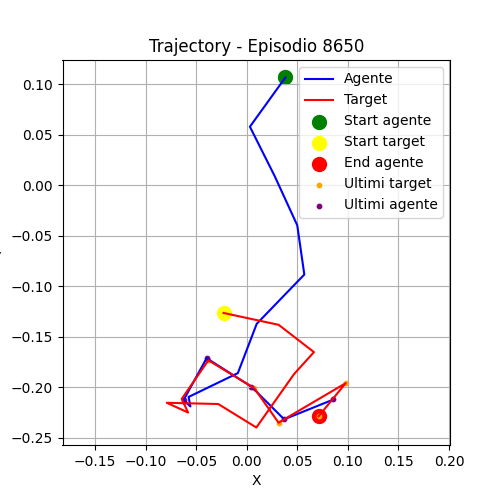 Trajectory - Episodio 8650
Agente
Target
Start agente
Start target
End agente
Ultimi target
Ultimi agente
0.10
0.05
0.00
−0.05
−0.10
−0.15
−0.20
−0.25
−0.15 −0.10 −0.05 0.00 0.05 0.10 0.15 0.20
X